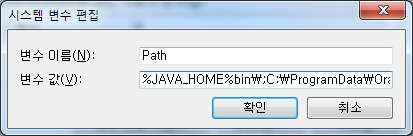 시스템 변수 편집
변수 이름(N):
Path
변수 값(V):
%JAVA_HOME%bin₩;C:₩ProgramData₩Ora
확인
취소